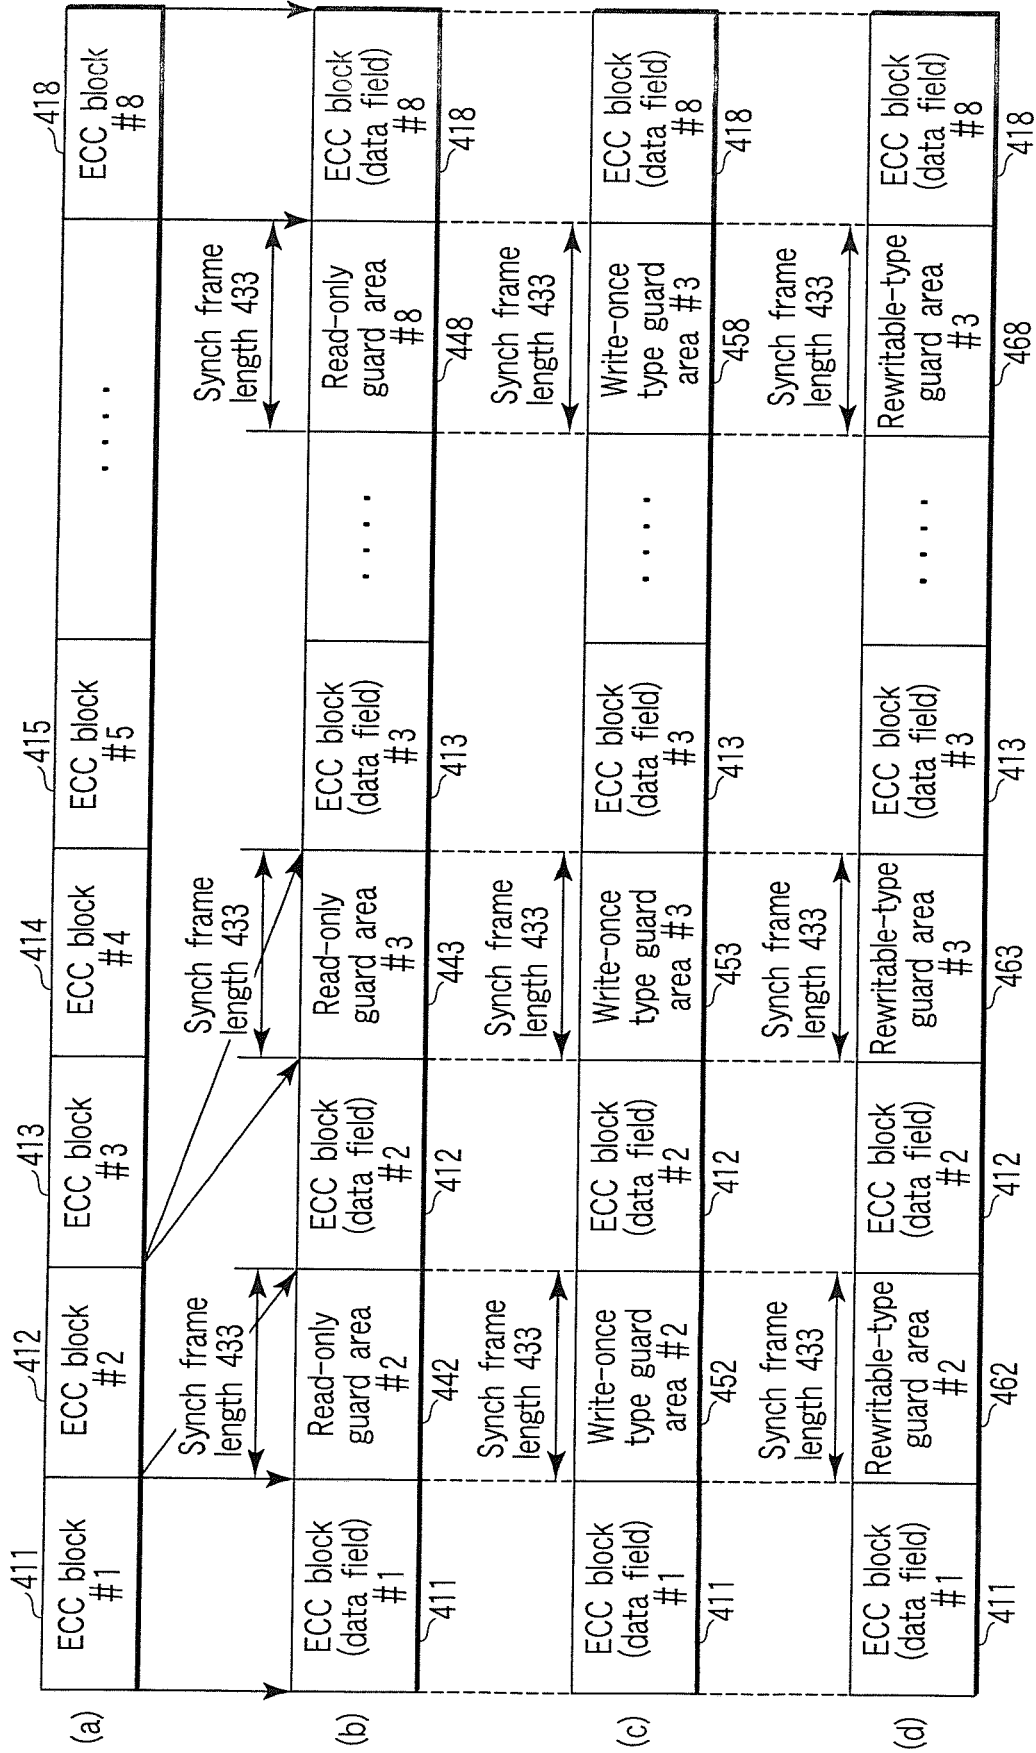 (a)
411
ECC block
#1
412
ECC block
#2
413
ECC block
#3
414
ECC block
#4
415
ECC block
#5
. . . .
418
ECC block
#8
Synch frame
length 433
Synch frame
length 433
Synch frame
length 433
(b)
ECC block
(data field)
#1
411
Read-only
guard area
#2
442
ECC block
(data field)
#2
412
Read-only
guard area
#3
443
ECC block
(data field)
#3
413
. . . .
Read-only
guard area
#8
448
ECC block
(data field)
#8
418
Synch frame
length 433
Synch frame
length 433
Synch frame
length 433
(c)
ECC block
(data field)
#1
411
Write-once
type guard
area #2
452
ECC block
(data field)
#2
412
Write-once
type guard
area #3
453
ECC block
(data field)
#3
413
. . . .
Write-once
type guard
area #3
458
ECC block
(data field)
#8
418
Synch frame
length 433
Synch frame
length 433
Synch frame
length 433
(d)
ECC block
(data field)
#1
411
Rewritable-type
guard area
#2
462
ECC block
(data field)
#2
412
Rewritable-type
guard area
#3
463
ECC block
(data field)
#3
413
. . . .
Rewritable-type
guard area
#3
468
ECC block
(data field)
#8
418